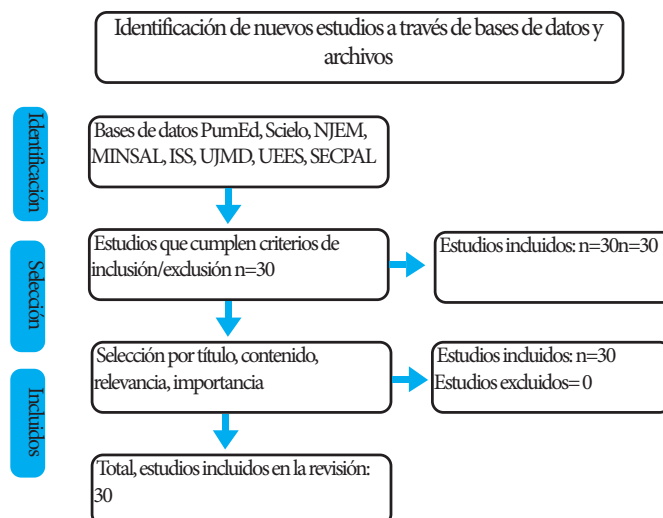 Identificación de nuevos estudios a través de bases de datos y
archivos
Identificación
Bases de datos PumEd, Scielo, NJEM,
MINSAL, ISS, UJMD, UEES, SECPAL
Selección
Estudios que cumplen criterios de
inclusión/exclusión n=30
Estudios incluidos: n=30n=30
Incluidos
Selección por título, contenido,
relevancia, importancia
Estudios incluidos: n=30
Estudios excluidos= 0
Total, estudios incluidos en la revisión:
30